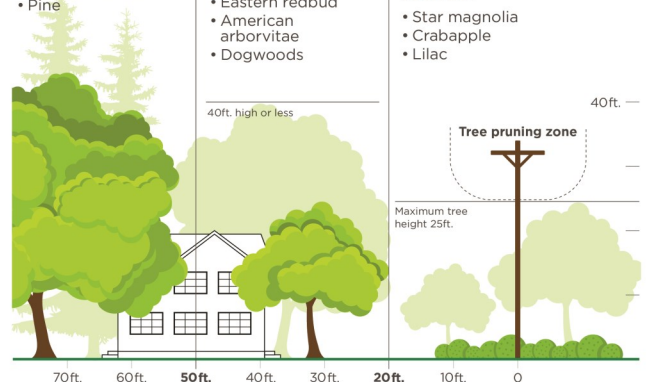 • Pine
• Eastern redbud
• American
arborvitae
• Dogwoods
• Star magnolia
• Crabapple
• Lilac
40ft. high or less
40ft.
Tree pruning zone
Maximum tree
height 25ft.
70ft. 60ft. 50ft. 40ft. 30ft. 20ft. 10ft. 0